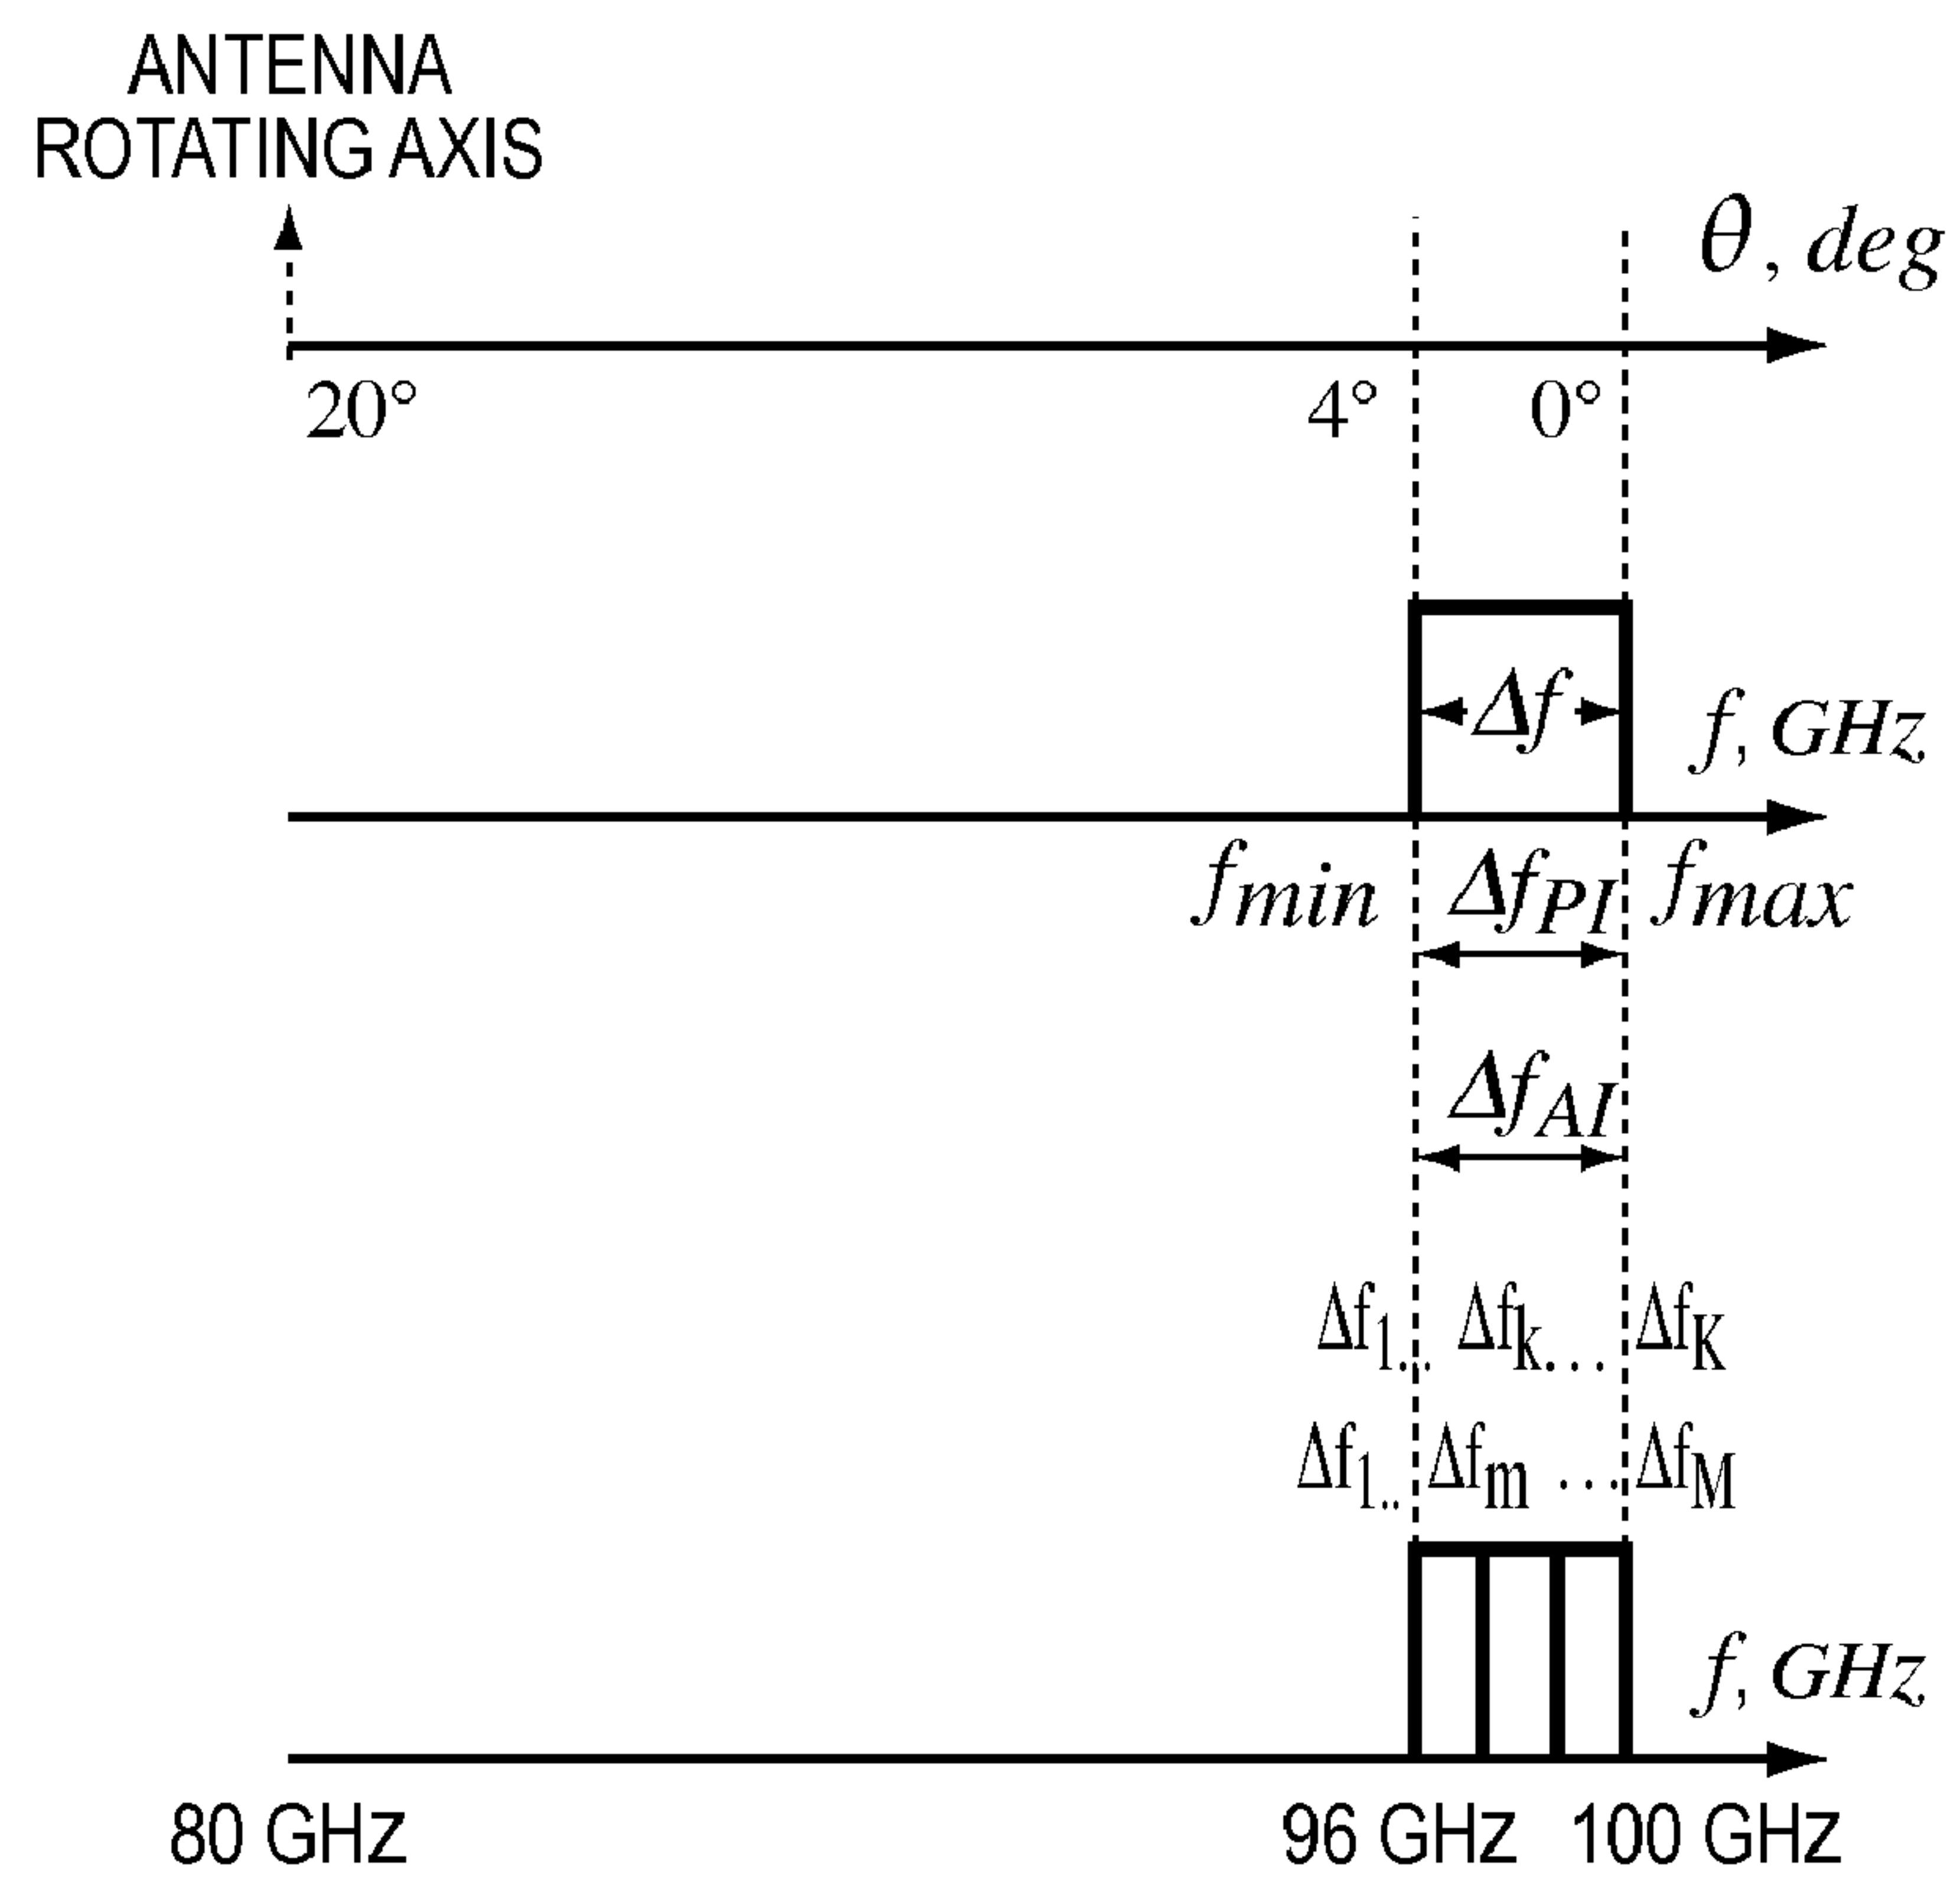 ANTENNA
ROTATING AXIS
θ, deg
20° 4° 0°
Δf
f, GHz
fmin ΔfPI fmax
ΔfAI
Δf1... Δfk... ΔfK
Δf1.. Δfm ... ΔfM
f, GHz
80 GHz 96 GHz 100 GHz